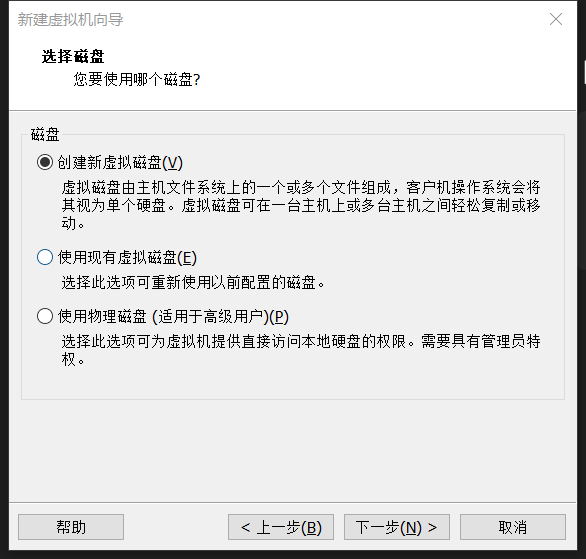 新建虚拟机向导
选择磁盘
您要使用哪个磁盘?
磁盘
创建新虚拟磁盘(V)
虚拟磁盘由主机文件系统上的一个或多个文件组成，客户机操作系统会将
其视为单个硬盘。虚拟磁盘可在一台主机上或多台主机之间轻松复制或移
动。
使用现有虚拟磁盘(E)
选择此选项可重新使用以前配置的磁盘。
使用物理磁盘 (适用于高级用户)(P)
选择此选项可为虚拟机提供直接访问本地硬盘的权限。需要具有管理员特
权。
帮助 < 上一步(B) 下一步(N) > 取消